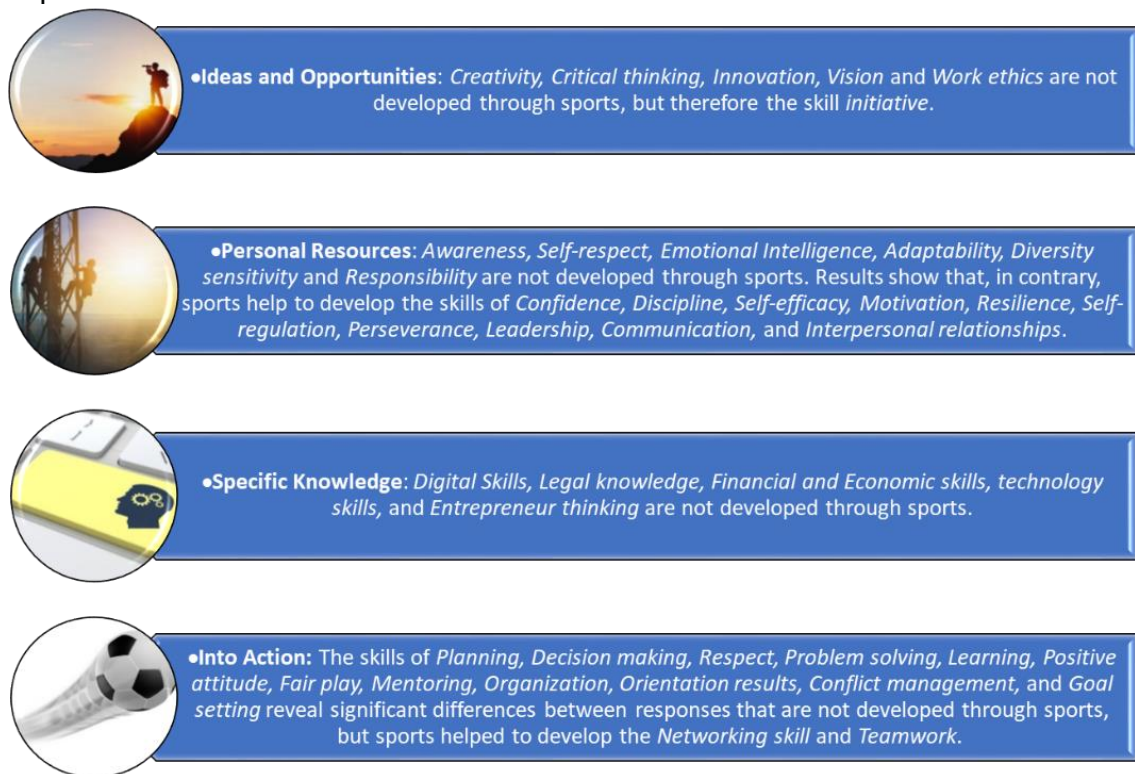 •Ideas and Opportunities: Creativity, Critical thinking, Innovation, Vision and Work ethics are not
developed through sports, but therefore the skill initiative.
•Personal Resources: Awareness, Self-respect, Emotional Intelligence, Adaptability, Diversity
sensitivity and Responsibility are not developed through sports. Results show that, in contrary,
sports help to develop the skills of Confidence, Discipline, Self-efficacy, Motivation, Resilience, Self-
regulation, Perseverance, Leadership, Communication, and Interpersonal relationships.
•Specific Knowledge: Digital Skills, Legal knowledge, Financial and Economic skills, technology
skills, and Entrepreneur thinking are not developed through sports.
•Into Action: The skills of Planning, Decision making, Respect, Problem solving, Learning, Positive
attitude, Fair play, Mentoring, Organization, Orientation results, Conflict management, and Goal
setting reveal significant differences between responses that are not developed through sports,
but sports helped to develop the Networking skill and Teamwork.